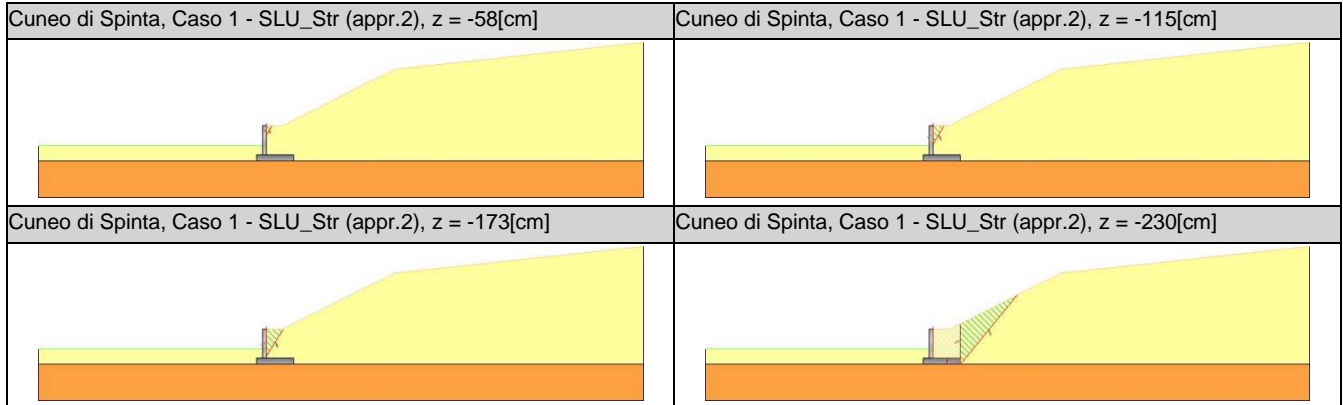 Cuneo di Spinta, Caso 1 - SLU_Str (appr.2), z = -58[cm]
Cuneo di Spinta, Caso 1 - SLU_Str (appr.2), z = -115[cm]
Cuneo di Spinta, Caso 1 - SLU_Str (appr.2), z = -173[cm]
Cuneo di Spinta, Caso 1 - SLU_Str (appr.2), z = -230[cm]